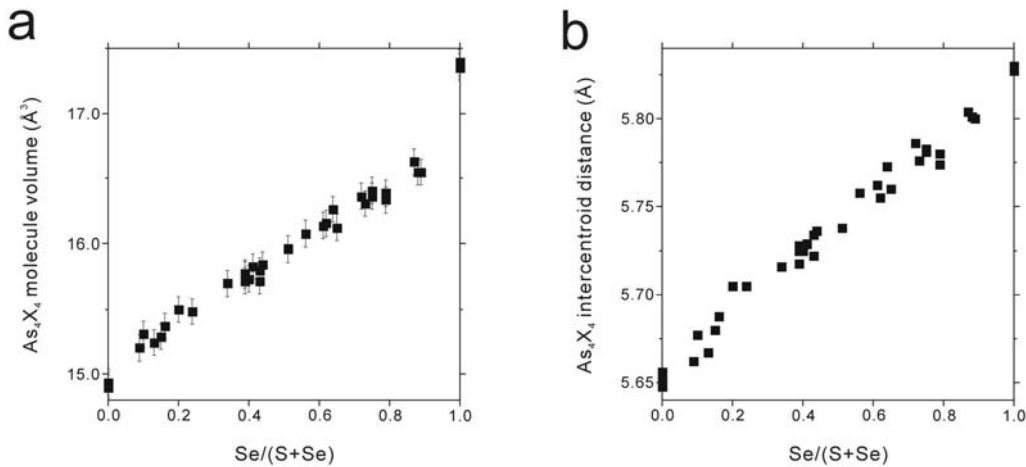 a
As₄X₄ molecule volume (Å³)
17.0
16.0
15.0
0.0 0.2 0.4 0.6 0.8 1.0
Se/(S+Se)
b
As₄X₄ intercentroid distance (Å)
5.80
5.75
5.70
5.65
0.0 0.2 0.4 0.6 0.8 1.0
Se/(S+Se)